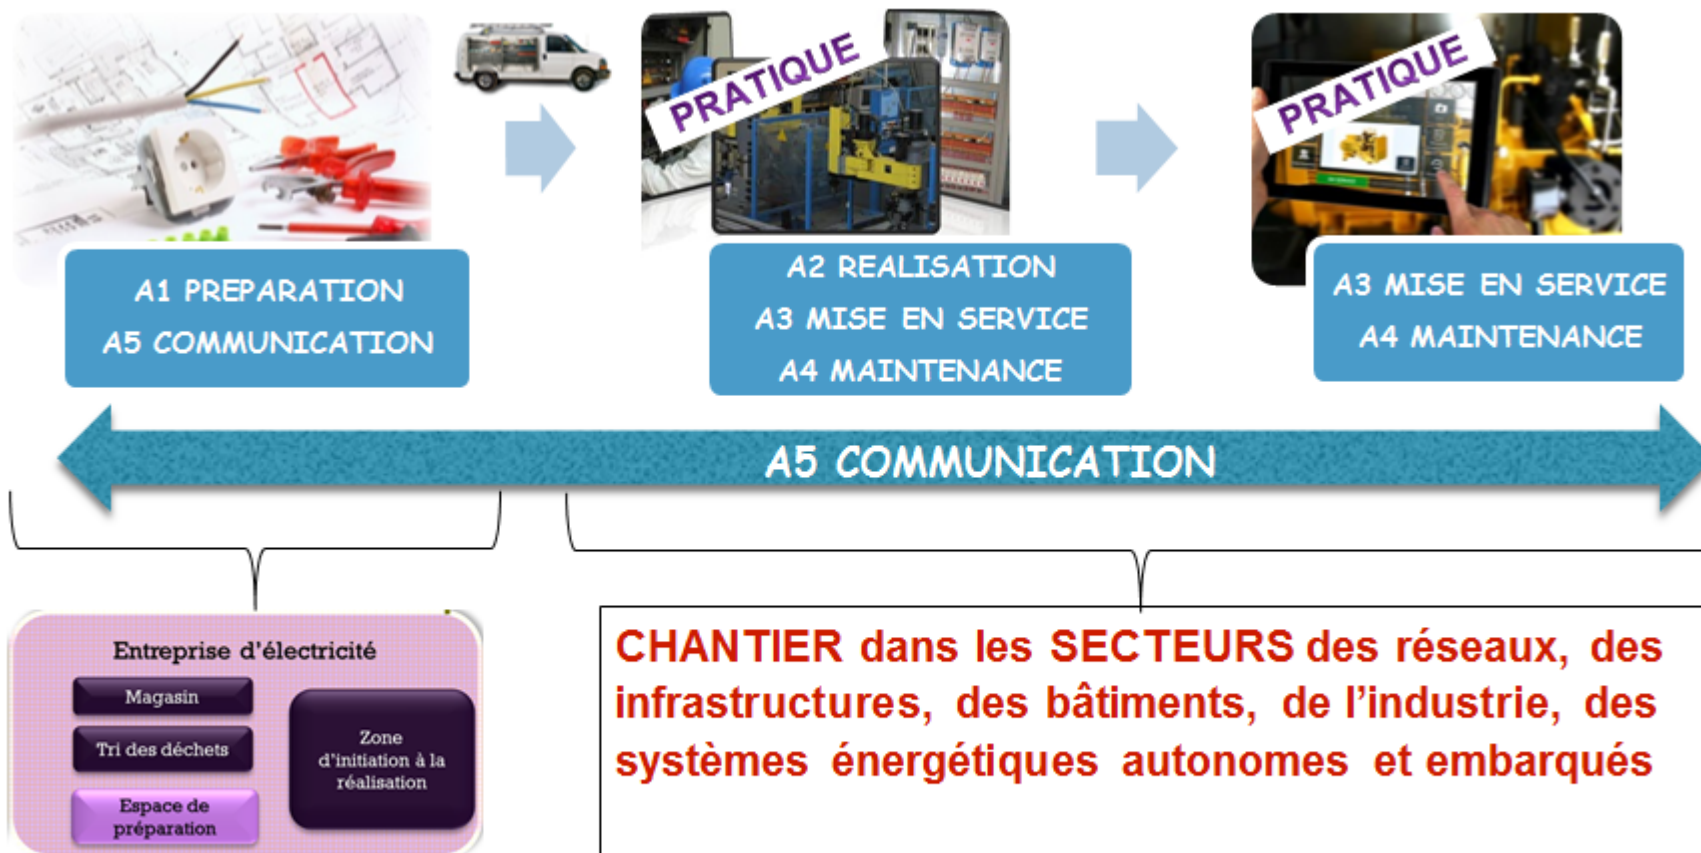 PRATIQUE
PRATIQUE
A1 PREPARATION
A5 COMMUNICATION
A2 REALISATION
A3 MISE EN SERVICE
A4 MAINTENANCE
A3 MISE EN SERVICE
A4 MAINTENANCE
A5 COMMUNICATION
Entreprise d'électricité
Magasin
Tri des déchets
Espace de
préparation
Zone
d'initiation à la
réalisation
CHANTIER dans les SECTEURS des réseaux, des
infrastructures, des bâtiments, de l'industrie, des
systèmes énergétiques autonomes et embarqués